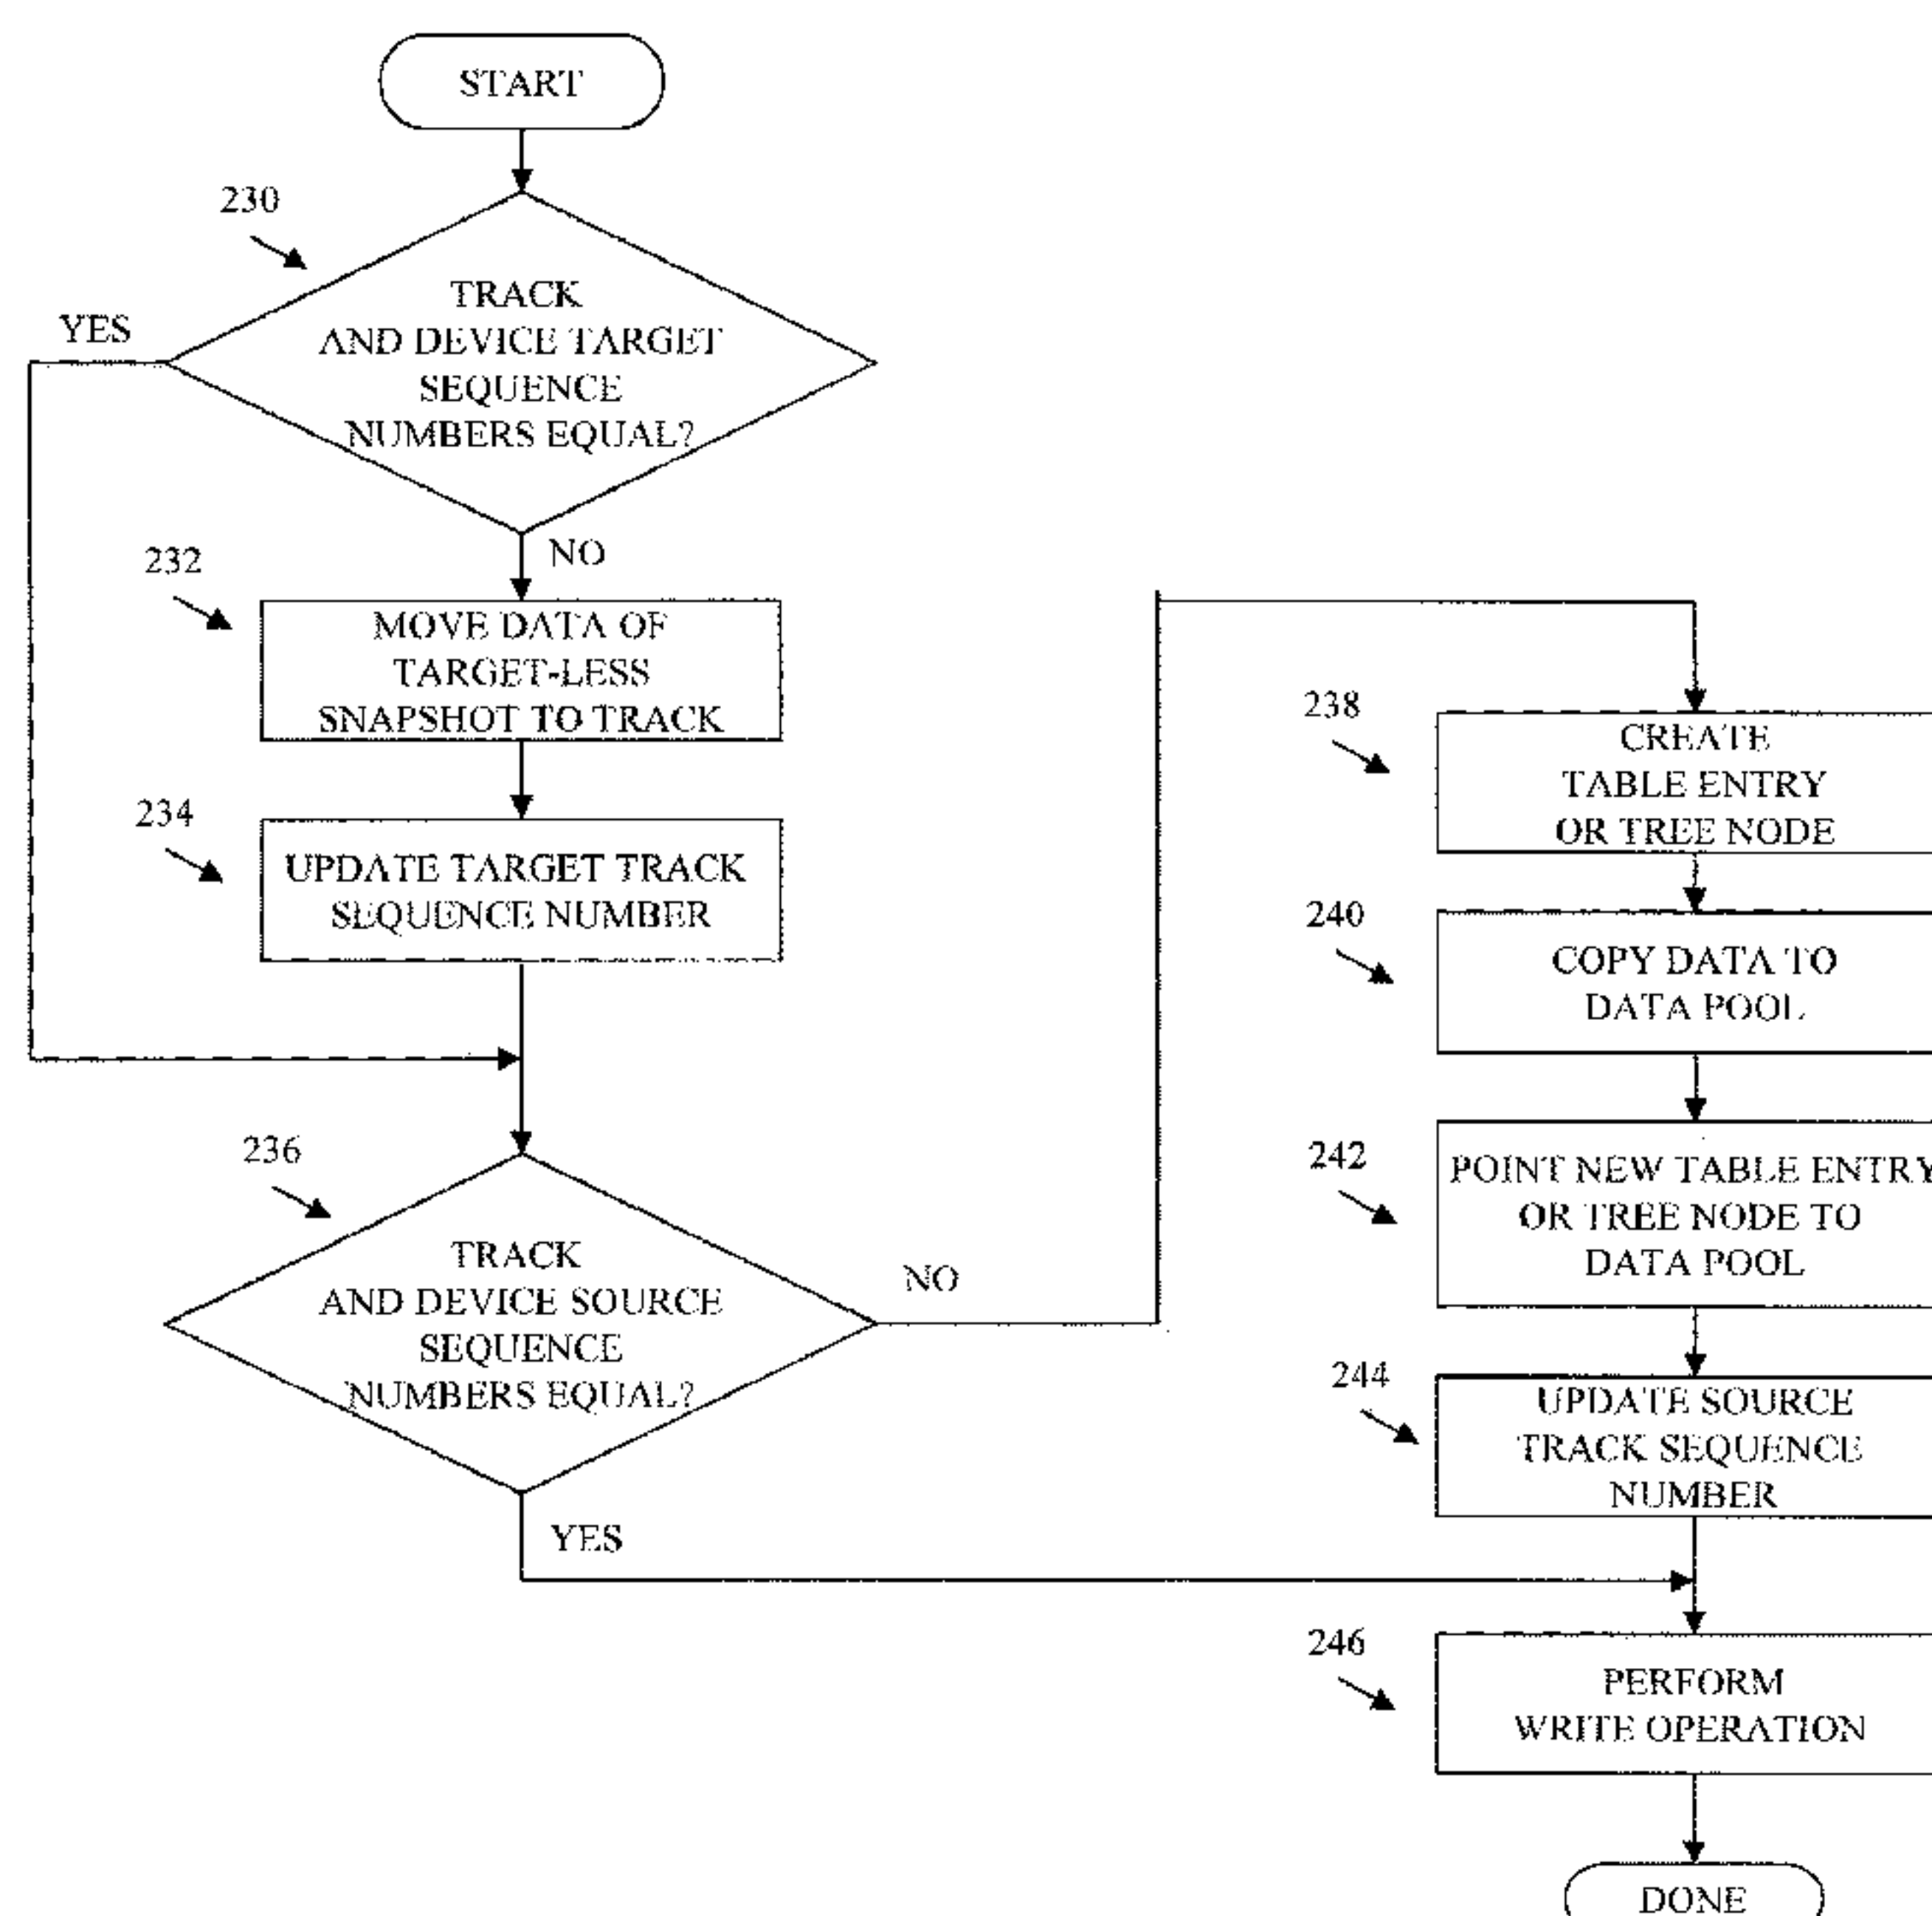 START
230
TRACK
AND DEVICE TARGET
SEQUENCE
NUMBERS EQUAL?
YES
NO
232
MOVE DATA OF
TARGET-LESS
SNAPSHOT TO TRACK
234
UPDATE TARGET TRACK
SEQUENCE NUMBER
236
TRACK
AND DEVICE SOURCE
SEQUENCE
NUMBERS EQUAL?
NO
YES
238
CREATE
TABLE ENTRY
OR TREE NODE
240
COPY DATA TO
DATA POOL
242
POINT NEW TABLE ENTRY
OR TREE NODE TO
DATA POOL
244
UPDATE SOURCE
TRACK SEQUENCE
NUMBER
246
PERFORM
WRITE OPERATION
DONE